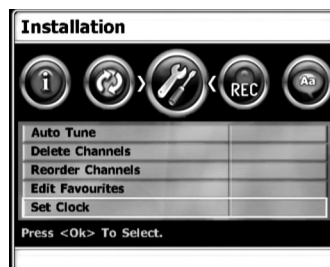 Installation
i
REC
Aa
Auto Tune
Delete Channels
Reorder Channels
Edit Favourites
Set Clock
Press <Ok> To Select.